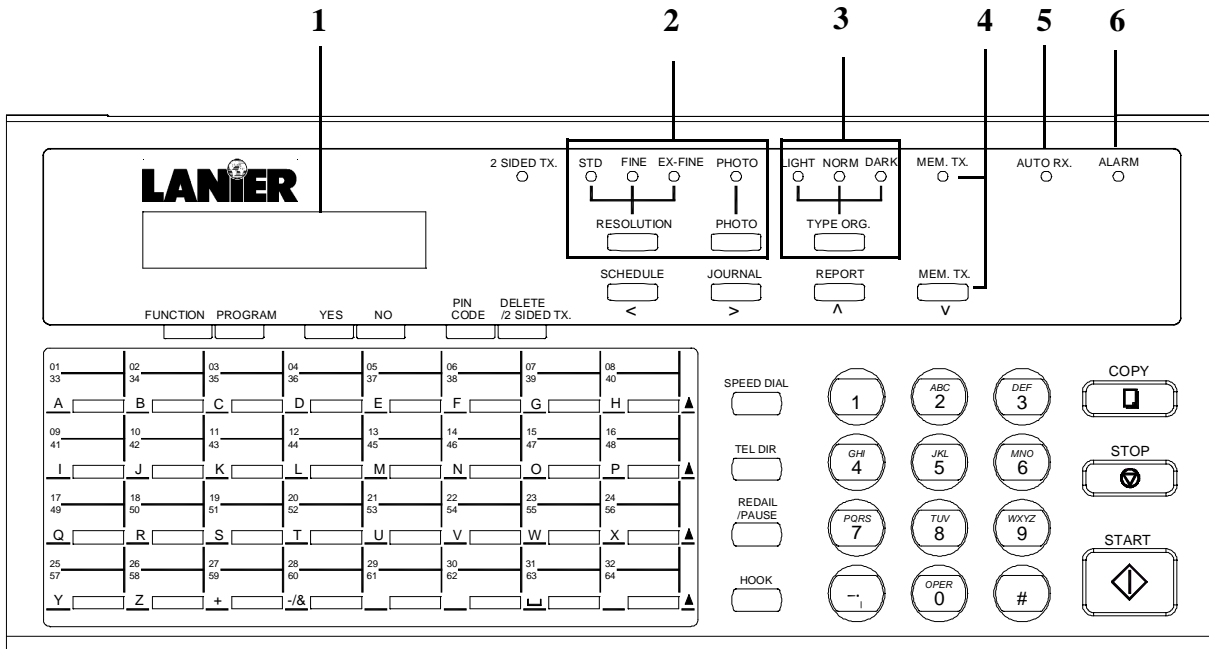 1 2 3 4 5 6
2 SIDED TX. STD FINE EX-FINE PHOTO LIGHT NORM DARK MEM. TX. AUTO RX. ALARM
LANIER
RESOLUTION PHOTO TYPE ORG.
SCHEDULE JOURNAL REPORT MEM. TX.
< > ^ v
FUNCTION PROGRAM YES NO PIN CODE DELETE /2 SIDED TX.
01 02 03 04 05 06 07 08
33 34 35 36 37 38 39 40
A B C D E F G H
09 10 11 12 13 14 15 16
41 42 43 44 45 46 47 48
I J K L M N O P
17 18 19 20 21 22 23 24
49 50 51 52 53 54 55 56
Q R S T U V W X
25 26 27 28 29 30 31 32
57 58 59 60 61 62 63 64
Y Z + -/&
SPEED DIAL
TEL DIR
REDAIL
/PAUSE
HOOK
1 ABC 2 DEF 3
GHI 4 JKL 5 MNO 6
PQRS 7 TUV 8 WXYZ 9
OPER 0 #
COPY
STOP
START